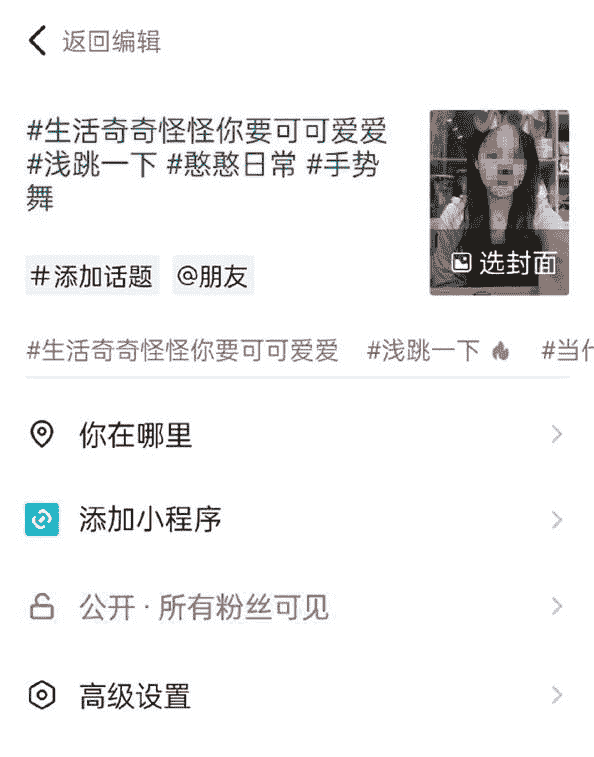 返回编辑
#生活奇奇怪怪你要可可爱爱
#浅跳一下 #憨憨日常 #手势
舞
选封面
#添加话题 @朋友
#生活奇奇怪怪你要可可爱爱 #浅跳一下 #当代
你在哪里
添加小程序
公开 · 所有粉丝可见
高级设置